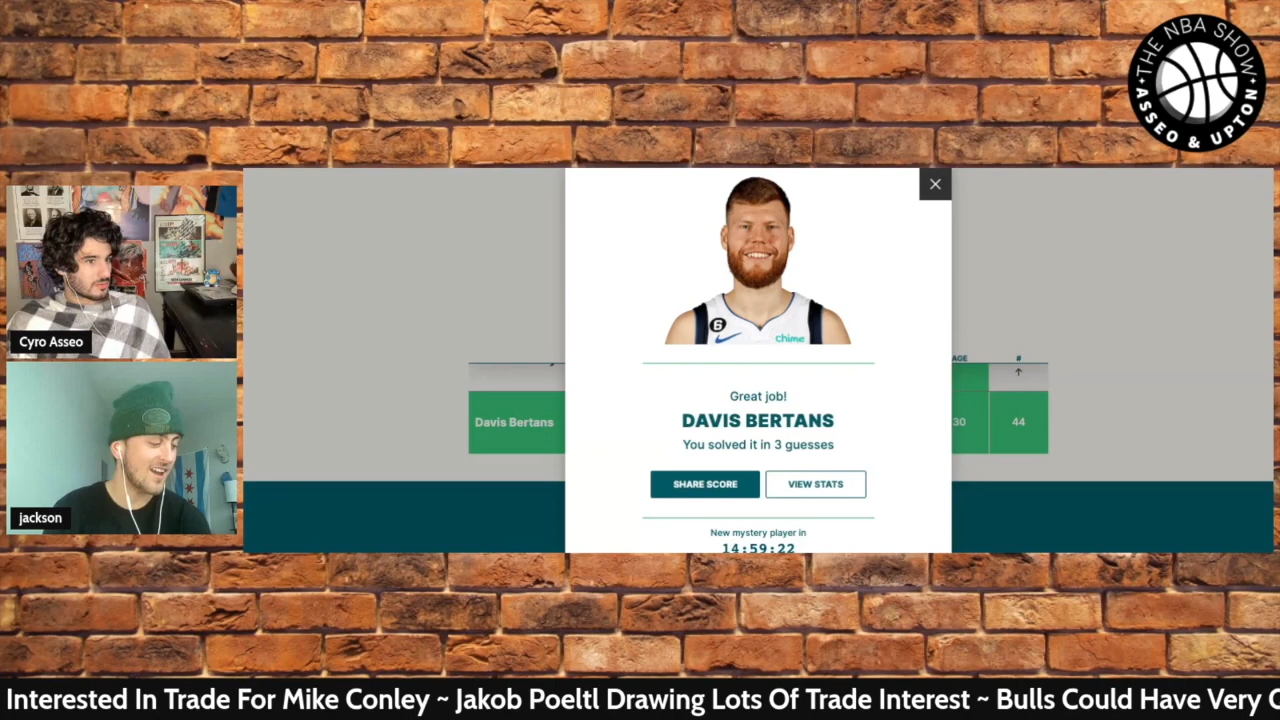 THE NBA SHOW
ASSEO & UPTON
Cyro Asseo
jackson
AGE
#
↑
Davis Bertans
30
44
6
chime
Great job!
DAVIS BERTANS
You solved it in 3 guesses
SHARE SCORE
VIEW STATS
New mystery player in
14:59:22
Interested In Trade For Mike Conley ~ Jakob Poeltl Drawing Lots Of Trade Interest ~ Bulls Could Have Very